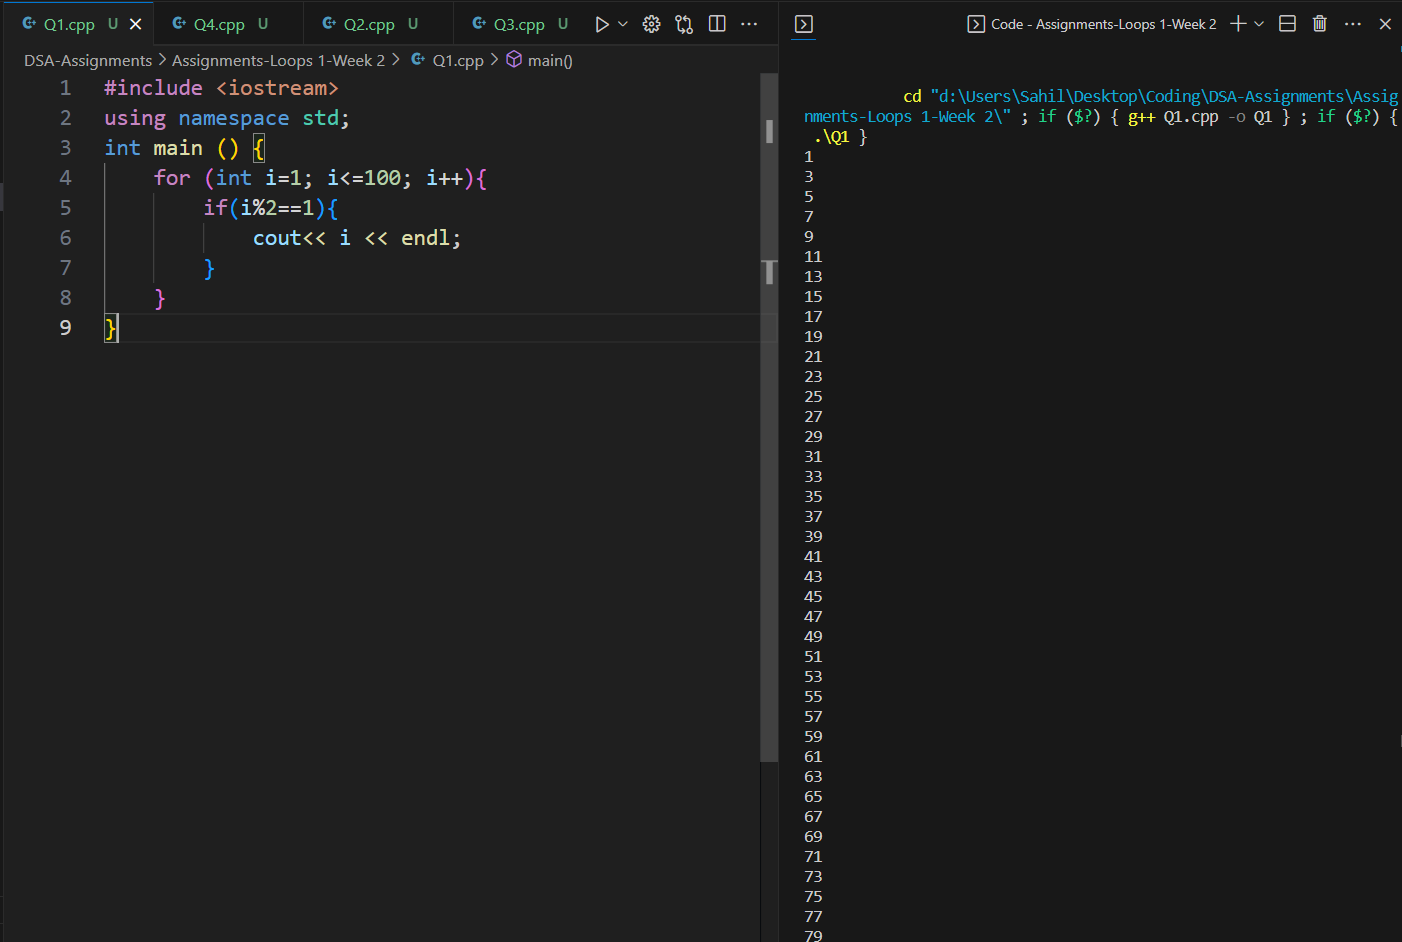 Q1.cpp U
Q4.cpp U
Q2.cpp U
Q3.cpp U
DSA-Assignments > Assignments-Loops 1-Week 2 > Q1.cpp > main()
1 #include <iostream>
2 using namespace std;
3 int main () {
4     for (int i=1; i<=100; i++){
5         if(i%2==1){
6             cout<< i << endl;
7         }
8     }
9 }
Code - Assignments-Loops 1-Week 2
cd "d:\Users\Sahil\Desktop\Coding\DSA-Assignments\Assig
nments-Loops 1-Week 2\" ; if ($?) { g++ Q1.cpp -o Q1 } ; if ($?) {
.\Q1 }
1
3
5
7
9
11
13
15
17
19
21
23
25
27
29
31
33
35
37
39
41
43
45
47
49
51
53
55
57
59
61
63
65
67
69
71
73
75
77
79